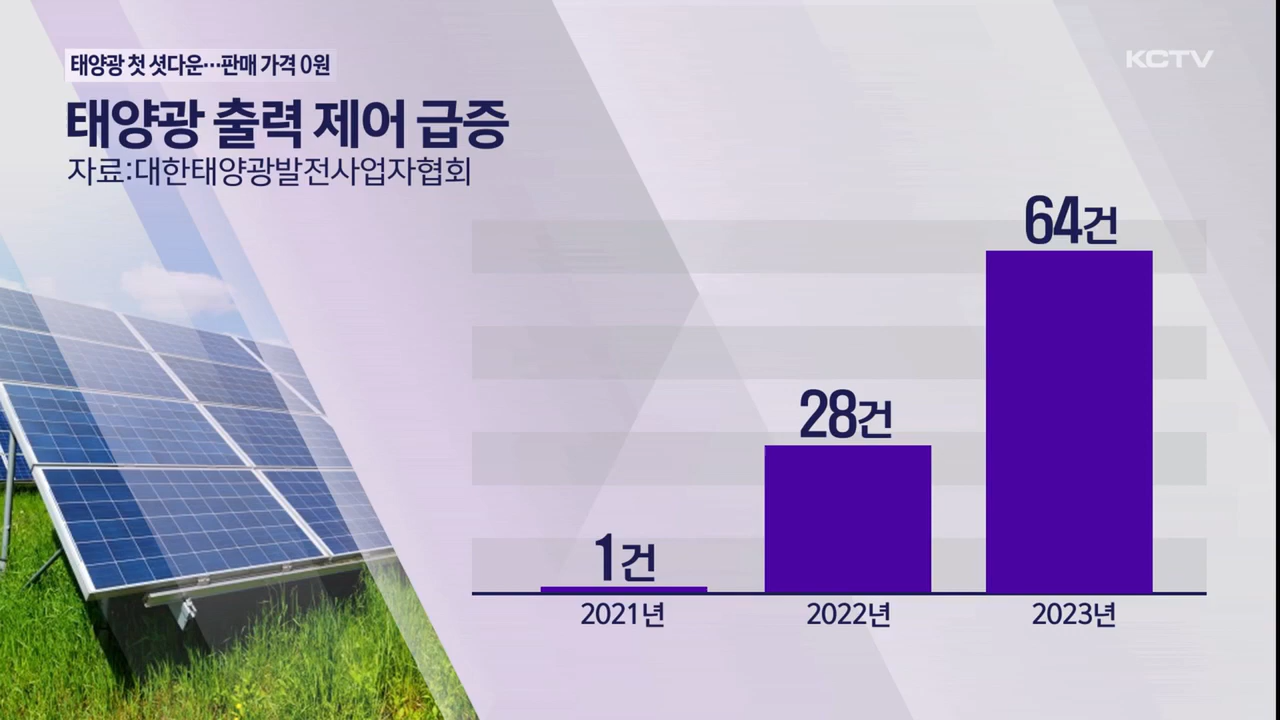 태양광 첫 셧다운…판매 가격 0원
KCTV
태양광 출력 제어 급증
자료:대한태양광발전사업자협회
64건
28건
1건
2021년 2022년 2023년